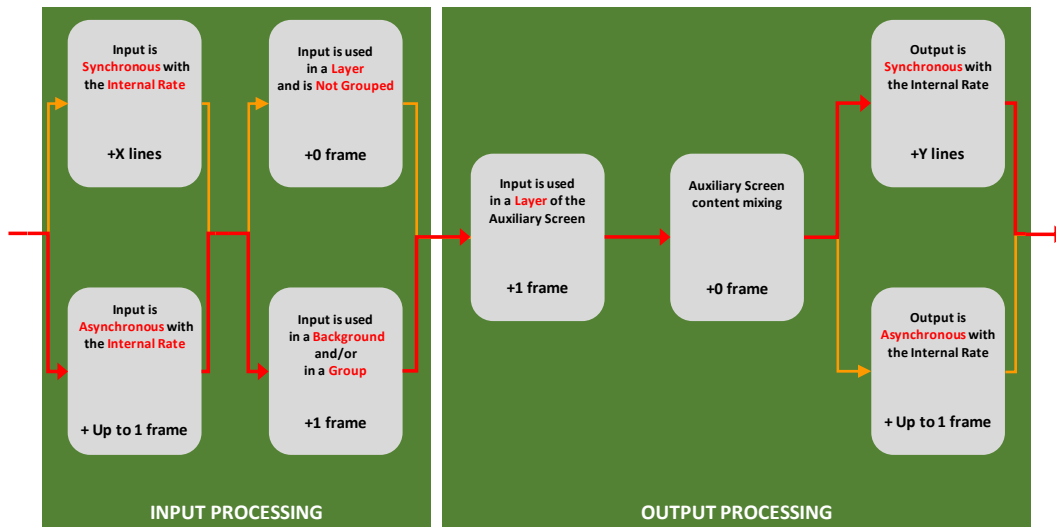 Input is
Synchronous with
the Internal Rate
+X lines
Input is
Asynchronous with
the Internal Rate
+ Up to 1 frame
Input is used
in a Layer
and is Not Grouped
+0 frame
Input is used
in a Background
and/or
in a Group
+1 frame
INPUT PROCESSING
Input is used
in a Layer of the
Auxiliary Screen
+1 frame
Auxiliary Screen
content mixing
+0 frame
Output is
Synchronous with
the Internal Rate
+Y lines
Output is
Asynchronous with
the Internal Rate
+ Up to 1 frame
OUTPUT PROCESSING